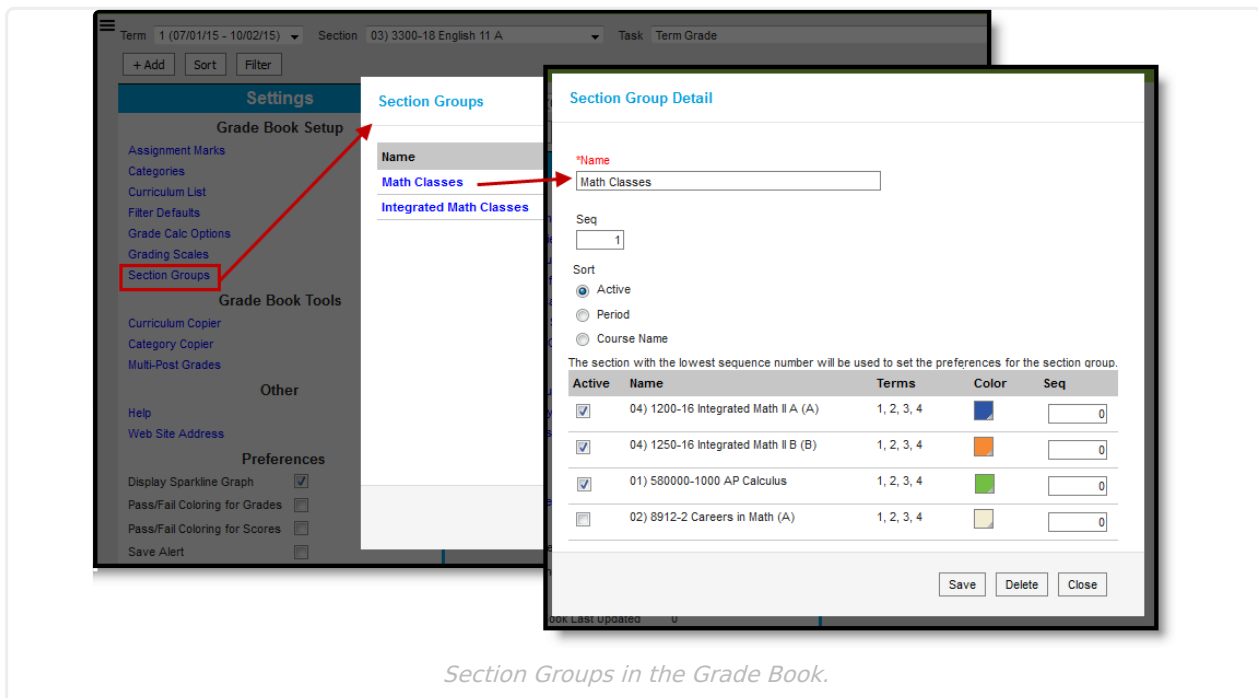 Term 1 (07/01/15 - 10/02/15) Section 03) 3300-18 English 11 A Task Term Grade
+ Add Sort Filter
Settings
Grade Book Setup
Assignment Marks
Categories
Curriculum List
Filter Defaults
Grade Calc Options
Grading Scales
Section Groups
Grade Book Tools
Curriculum Copier
Category Copier
Multi-Post Grades
Other
Help
Web Site Address
Preferences
Display Sparkline Graph
Pass/Fail Coloring for Grades
Pass/Fail Coloring for Scores
Save Alert
Section Groups
Name
Math Classes
Integrated Math Classes
Section Group Detail
*Name
Math Classes
Seq
1
Sort
Active
Period
Course Name
The section with the lowest sequence number will be used to set the preferences for the section group.
Active Name Terms Color Seq
04) 1200-16 Integrated Math II A (A) 1, 2, 3, 4 0
04) 1250-16 Integrated Math II B (B) 1, 2, 3, 4 0
01) 580000-1000 AP Calculus 1, 2, 3, 4 0
02) 8912-2 Careers in Math (A) 1, 2, 3, 4 0
Save Delete Close
Book Last Updated 0
Section Groups in the Grade Book.